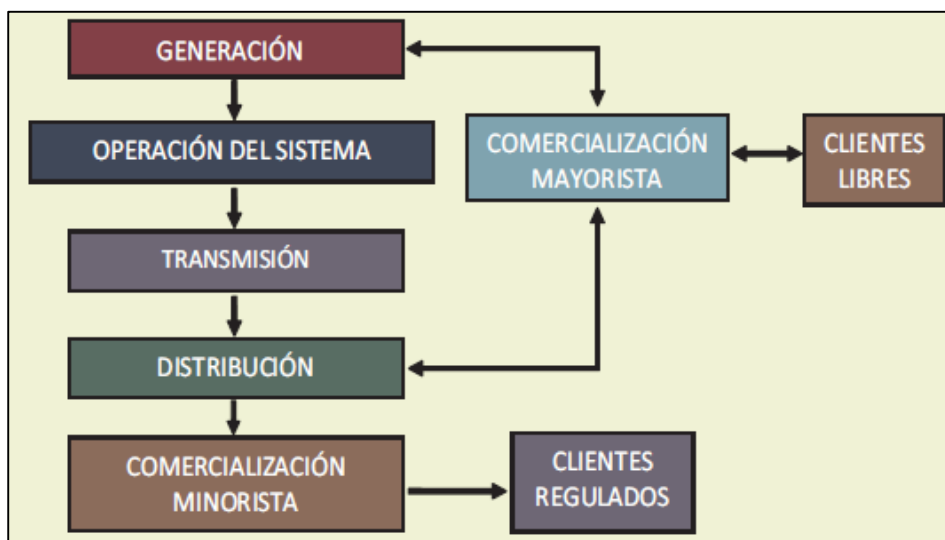 GENERACIÓN
OPERACIÓN DEL SISTEMA
TRANSMISIÓN
DISTRIBUCIÓN
COMERCIALIZACIÓN
MINORISTA
COMERCIALIZACIÓN
MAYORISTA
CLIENTES
LIBRES
CLIENTES
REGULADOS